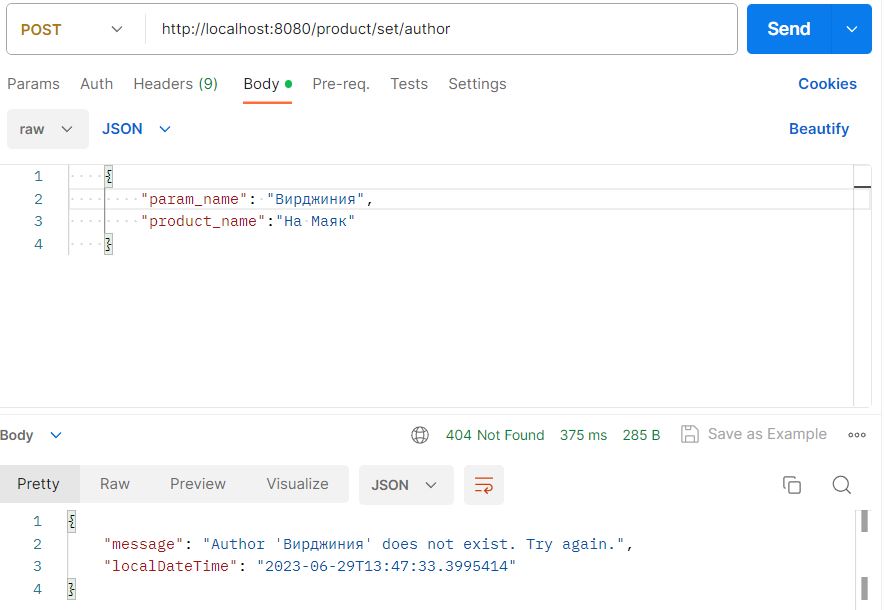 POST http://localhost:8080/product/set/author Send
Params Auth Headers (9) Body Pre-req. Tests Settings Cookies
raw JSON Beautify
1 {
2 "param_name": "Вирджиния",
3 "product_name":"На Маяк"
4 }
Body 404 Not Found 375 ms 285 B Save as Example
Pretty Raw Preview Visualize JSON
1 {
2 "message": "Author 'Вирджиния' does not exist. Try again.",
3 "localDateTime": "2023-06-29T13:47:33.3995414"
4 }